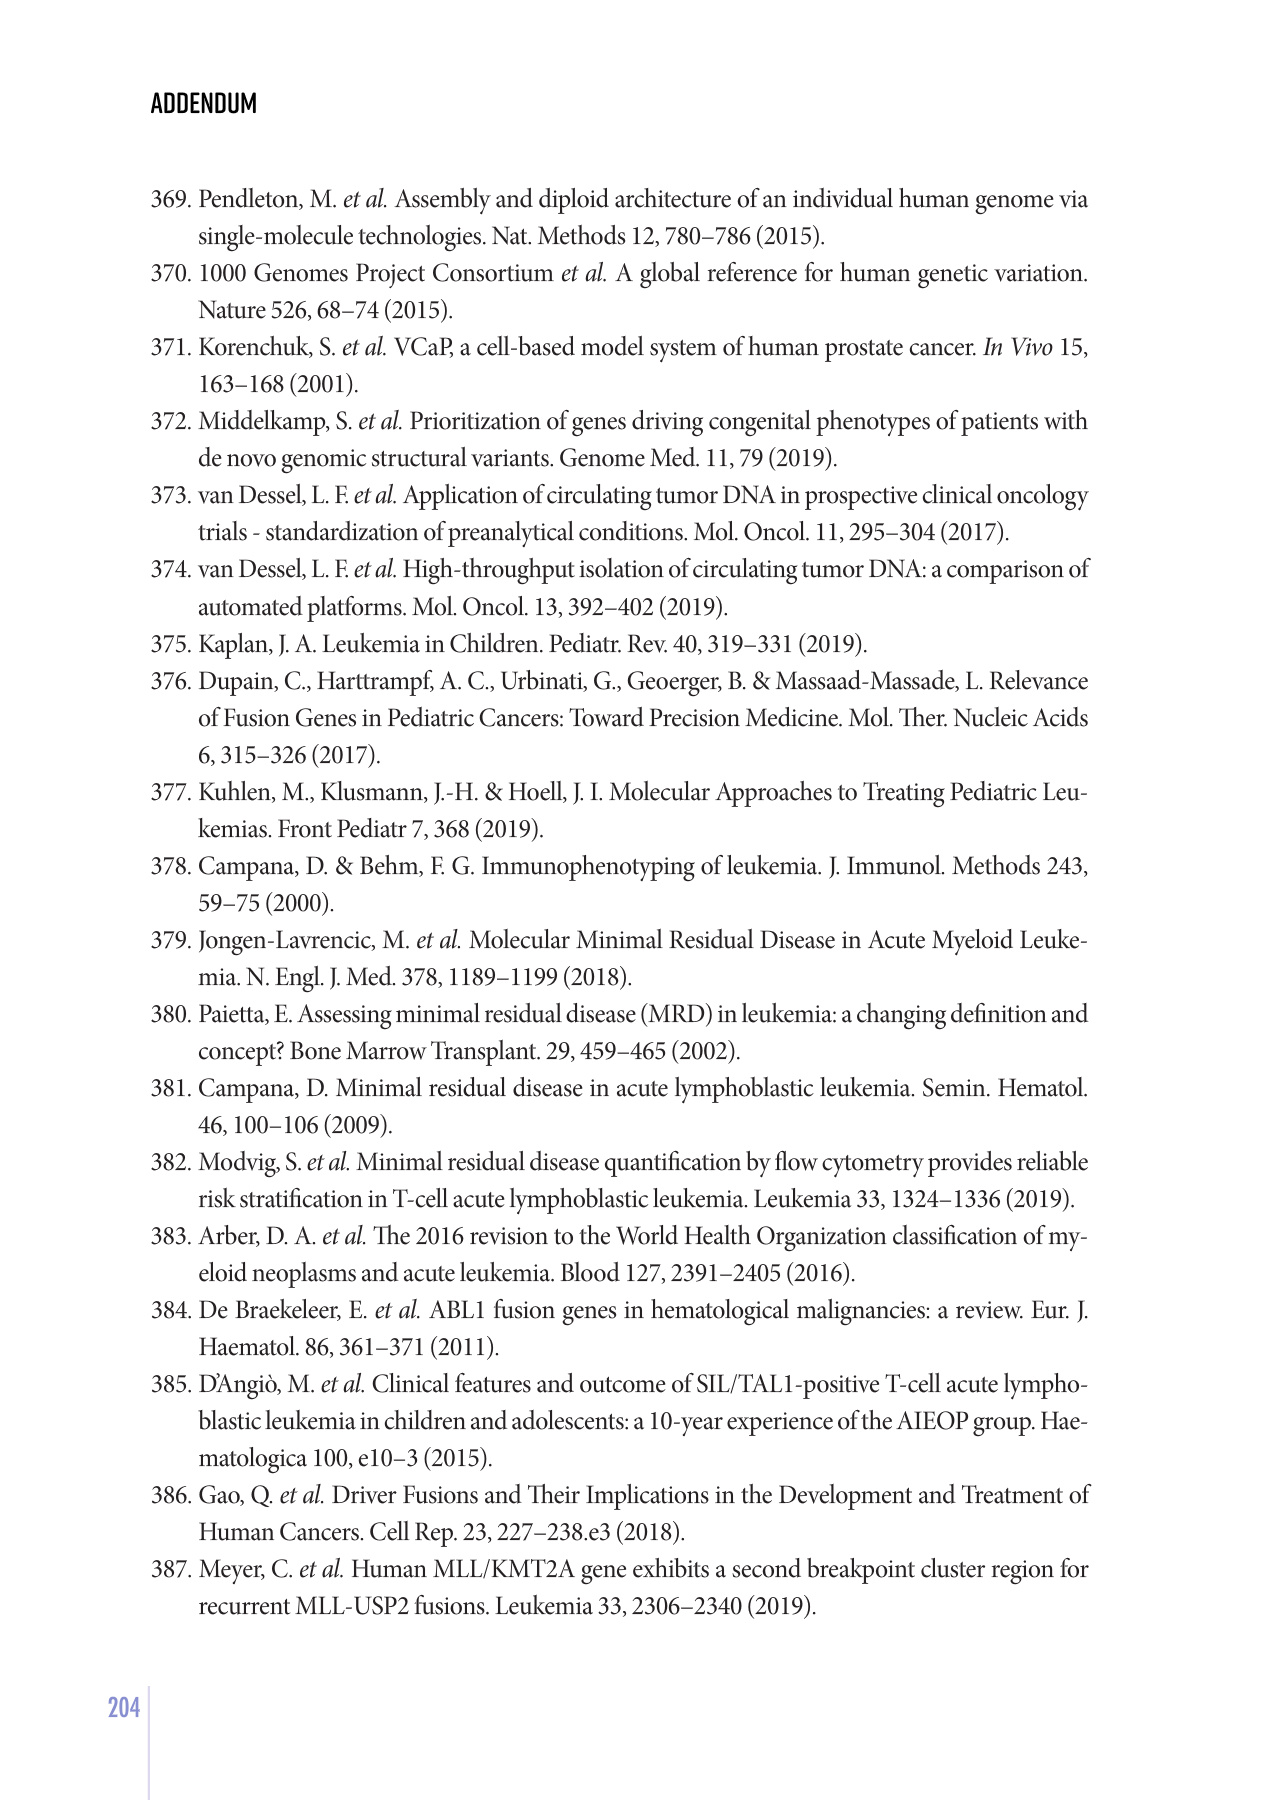 ADDENDUM
369. Pendleton, M. et al. Assembly and diploid architecture of an individual human genome via
single-molecule technologies. Nat. Methods 12, 780–786 (2015).
370. 1000 Genomes Project Consortium et al. A global reference for human genetic variation.
Nature 526, 68–74 (2015).
371. Korenchuk, S. et al. VCaP, a cell-based model system of human prostate cancer. In Vivo 15,
163–168 (2001).
372. Middelkamp, S. et al. Prioritization of genes driving congenital phenotypes of patients with
de novo genomic structural variants. Genome Med. 11, 79 (2019).
373. van Dessel, L. F. et al. Application of circulating tumor DNA in prospective clinical oncology
trials - standardization of preanalytical conditions. Mol. Oncol. 11, 295–304 (2017).
374. van Dessel, L. F. et al. High-throughput isolation of circulating tumor DNA: a comparison of
automated platforms. Mol. Oncol. 13, 392–402 (2019).
375. Kaplan, J. A. Leukemia in Children. Pediatr. Rev. 40, 319–331 (2019).
376. Dupain, C., Harttrampf, A. C., Urbinati, G., Geoerger, B. & Massaad-Massade, L. Relevance
of Fusion Genes in Pediatric Cancers: Toward Precision Medicine. Mol. Ther. Nucleic Acids
6, 315–326 (2017).
377. Kuhlen, M., Klusmann, J.-H. & Hoell, J. I. Molecular Approaches to Treating Pediatric Leu-
kemias. Front Pediatr 7, 368 (2019).
378. Campana, D. & Behm, F. G. Immunophenotyping of leukemia. J. Immunol. Methods 243,
59–75 (2000).
379. Jongen-Lavrencic, M. et al. Molecular Minimal Residual Disease in Acute Myeloid Leuke-
mia. N. Engl. J. Med. 378, 1189–1199 (2018).
380. Paietta, E. Assessing minimal residual disease (MRD) in leukemia: a changing definition and
concept? Bone Marrow Transplant. 29, 459–465 (2002).
381. Campana, D. Minimal residual disease in acute lymphoblastic leukemia. Semin. Hematol.
46, 100–106 (2009).
382. Modvig, S. et al. Minimal residual disease quantification by flow cytometry provides reliable
risk stratification in T-cell acute lymphoblastic leukemia. Leukemia 33, 1324–1336 (2019).
383. Arber, D. A. et al. The 2016 revision to the World Health Organization classification of my-
eloid neoplasms and acute leukemia. Blood 127, 2391–2405 (2016).
384. De Braekeleer, E. et al. ABL1 fusion genes in hematological malignancies: a review. Eur. J.
Haematol. 86, 361–371 (2011).
385. D’Angiò, M. et al. Clinical features and outcome of SIL/TAL1-positive T-cell acute lympho-
blastic leukemia in children and adolescents: a 10-year experience of the AIEOP group. Hae-
matologica 100, e10–3 (2015).
386. Gao, Q. et al. Driver Fusions and Their Implications in the Development and Treatment of
Human Cancers. Cell Rep. 23, 227–238.e3 (2018).
387. Meyer, C. et al. Human MLL/KMT2A gene exhibits a second breakpoint cluster region for
recurrent MLL-USP2 fusions. Leukemia 33, 2306–2340 (2019).
204